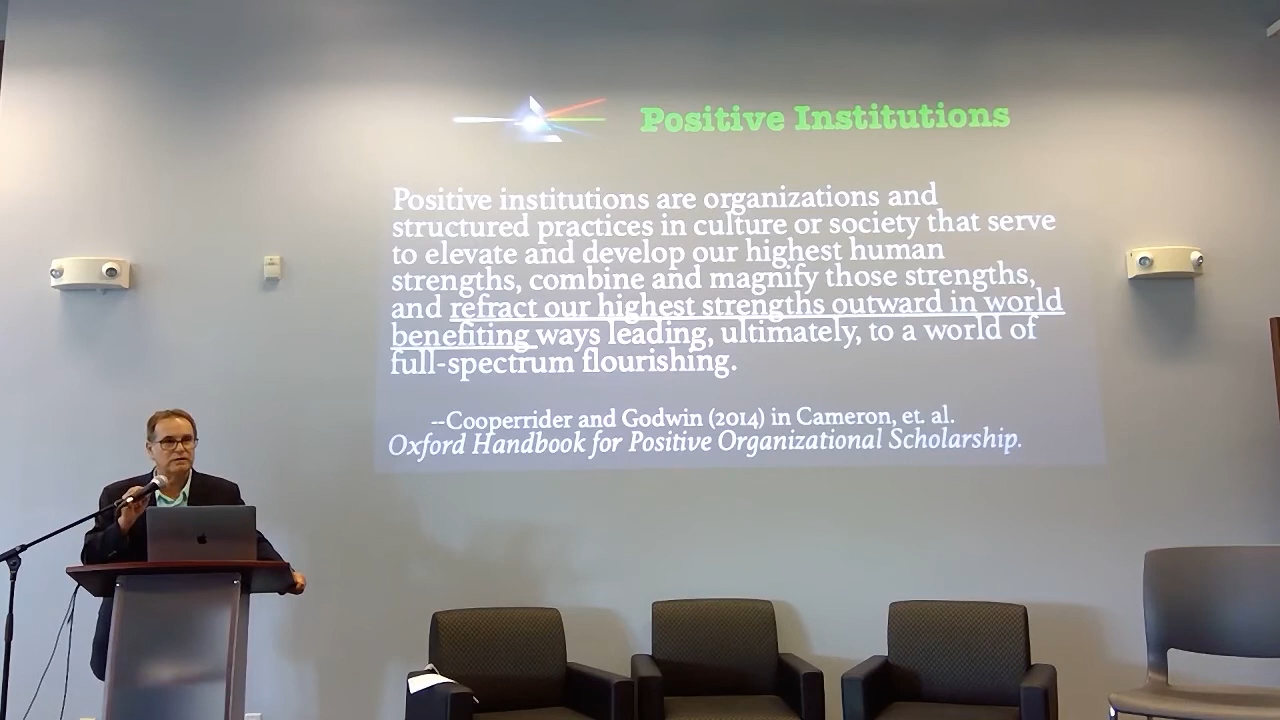 Positive Institutions
Positive institutions are organizations and
structured practices in culture or society that serve
to elevate and develop our highest human
strengths, combine and magnify those strengths,
and refract our highest strengths outward in world
benefiting ways leading, ultimately, to a world of
full-spectrum flourishing.
--Cooperrider and Godwin (2014) in Cameron, et. al.
Oxford Handbook for Positive Organizational Scholarship.